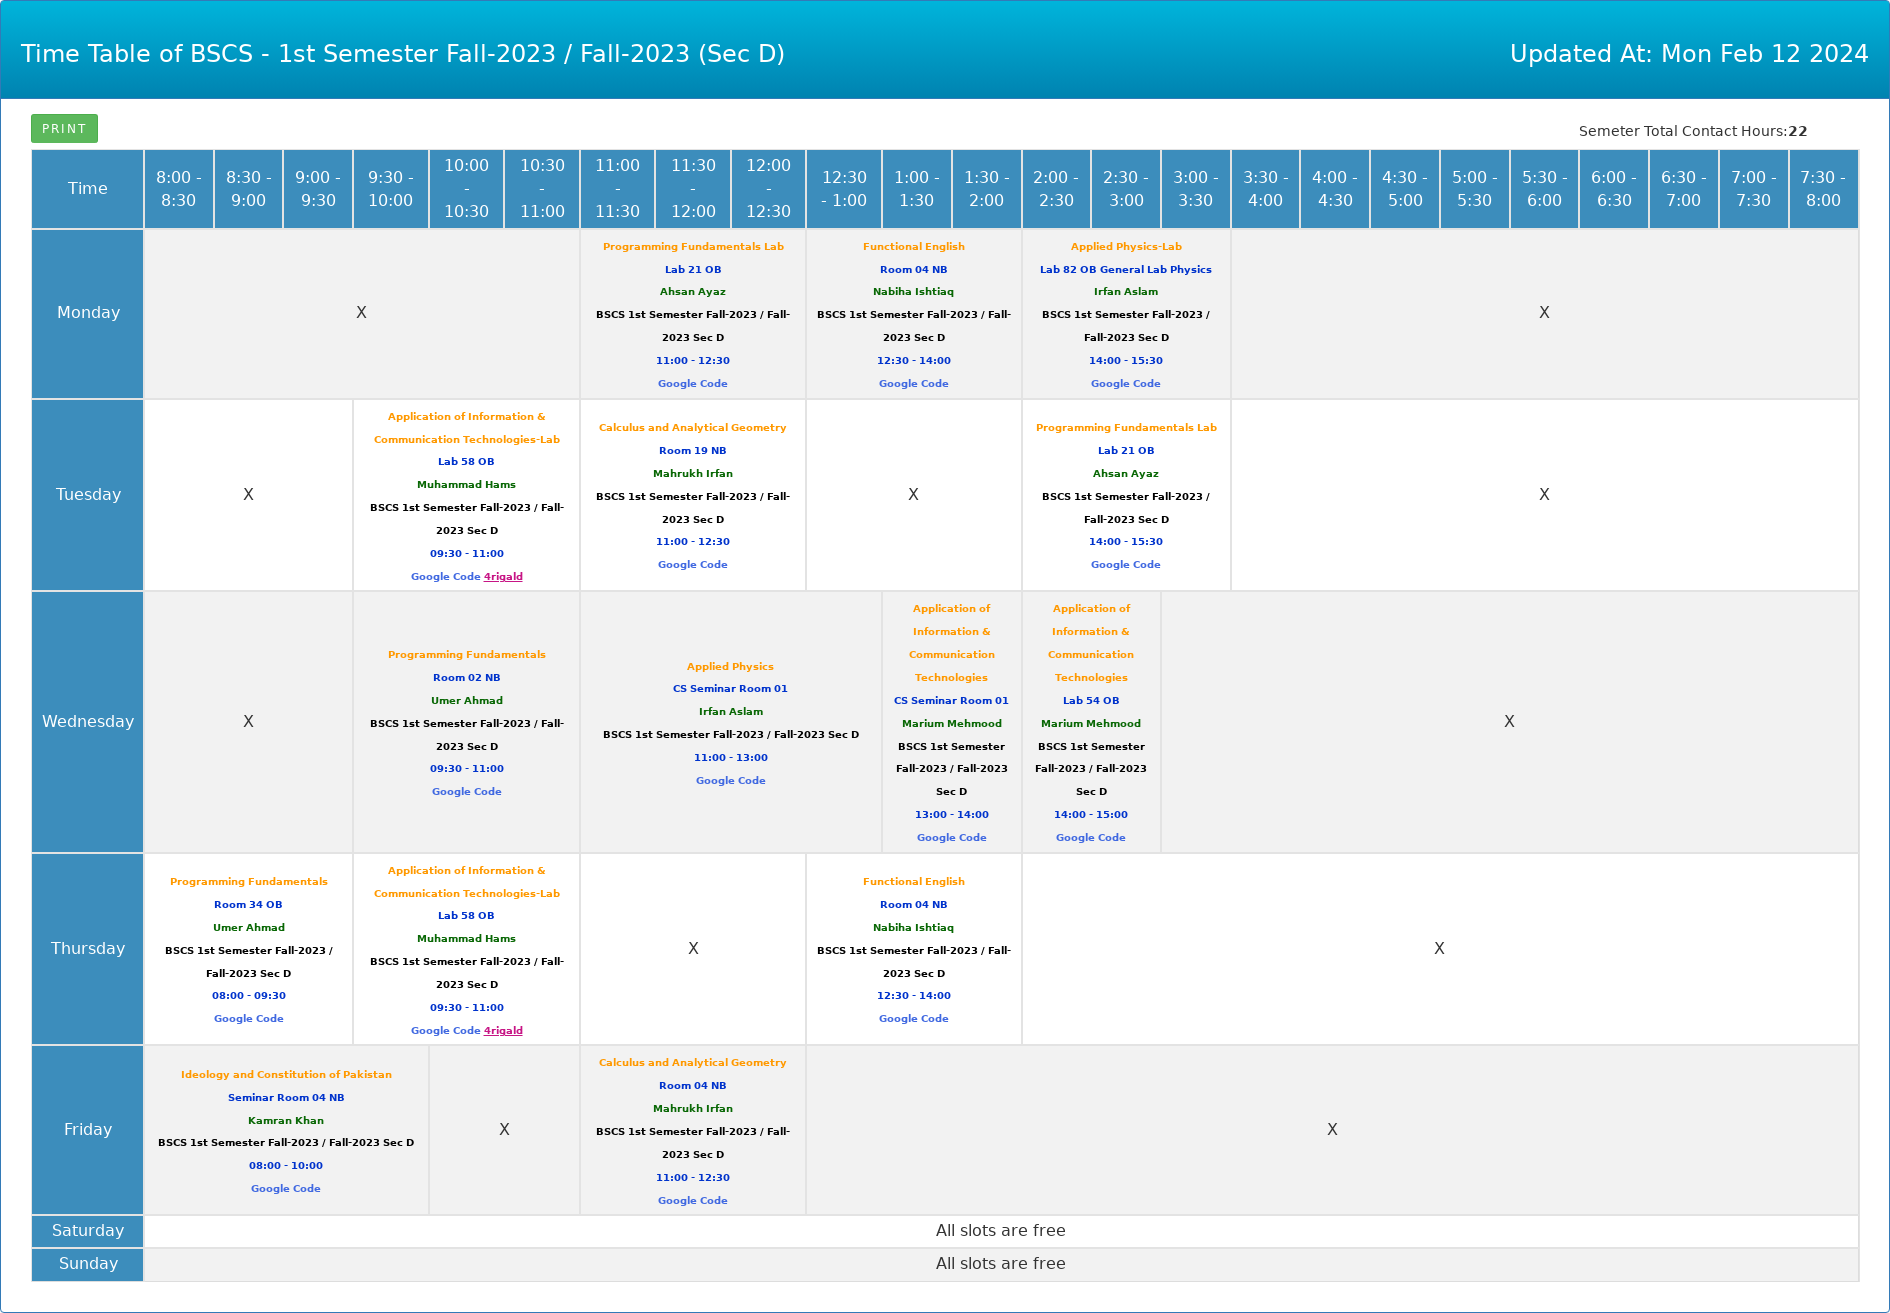 Time Table of BSCS - 1st Semester Fall-2023 / Fall-2023 (Sec D)
Updated At: Mon Feb 12 2024
PRINT
Semeter Total Contact Hours:22
Time
8:00 -
8:30
8:30 -
9:00
9:00 -
9:30
9:30 -
10:00
10:00
-
10:30
10:30
-
11:00
11:00
-
11:30
11:30
-
12:00
12:00
-
12:30
12:30
- 1:00
1:00 -
1:30
1:30 -
2:00
2:00 -
2:30
2:30 -
3:00
3:00 -
3:30
3:30 -
4:00
4:00 -
4:30
4:30 -
5:00
5:00 -
5:30
5:30 -
6:00
6:00 -
6:30
6:30 -
7:00
7:00 -
7:30
7:30 -
8:00
Monday
X
Programming Fundamentals Lab
Lab 21 OB
Ahsan Ayaz
BSCS 1st Semester Fall-2023 / Fall-
2023 Sec D
11:00 - 12:30
Google Code
Functional English
Room 04 NB
Nabiha Ishtiaq
BSCS 1st Semester Fall-2023 / Fall-
2023 Sec D
12:30 - 14:00
Google Code
Applied Physics-Lab
Lab 82 OB General Lab Physics
Irfan Aslam
BSCS 1st Semester Fall-2023 /
Fall-2023 Sec D
14:00 - 15:30
Google Code
X
Tuesday
X
Application of Information &
Communication Technologies-Lab
Lab 58 OB
Muhammad Hams
BSCS 1st Semester Fall-2023 / Fall-
2023 Sec D
09:30 - 11:00
Google Code 4rigald
Calculus and Analytical Geometry
Room 19 NB
Mahrukh Irfan
BSCS 1st Semester Fall-2023 / Fall-
2023 Sec D
11:00 - 12:30
Google Code
X
Programming Fundamentals Lab
Lab 21 OB
Ahsan Ayaz
BSCS 1st Semester Fall-2023 /
Fall-2023 Sec D
14:00 - 15:30
Google Code
X
Wednesday
X
Programming Fundamentals
Room 02 NB
Umer Ahmad
BSCS 1st Semester Fall-2023 / Fall-
2023 Sec D
09:30 - 11:00
Google Code
Applied Physics
CS Seminar Room 01
Irfan Aslam
BSCS 1st Semester Fall-2023 / Fall-2023 Sec D
11:00 - 13:00
Google Code
Application of
Information &
Communication
Technologies
CS Seminar Room 01
Marium Mehmood
BSCS 1st Semester
Fall-2023 / Fall-2023
Sec D
13:00 - 14:00
Google Code
Application of
Information &
Communication
Technologies
Lab 54 OB
Marium Mehmood
BSCS 1st Semester
Fall-2023 / Fall-2023
Sec D
14:00 - 15:00
Google Code
X
Thursday
Programming Fundamentals
Room 34 OB
Umer Ahmad
BSCS 1st Semester Fall-2023 /
Fall-2023 Sec D
08:00 - 09:30
Google Code
Application of Information &
Communication Technologies-Lab
Lab 58 OB
Muhammad Hams
BSCS 1st Semester Fall-2023 / Fall-
2023 Sec D
09:30 - 11:00
Google Code 4rigald
X
Functional English
Room 04 NB
Nabiha Ishtiaq
BSCS 1st Semester Fall-2023 / Fall-
2023 Sec D
12:30 - 14:00
Google Code
X
Friday
Ideology and Constitution of Pakistan
Seminar Room 04 NB
Kamran Khan
BSCS 1st Semester Fall-2023 / Fall-2023 Sec D
08:00 - 10:00
Google Code
X
Calculus and Analytical Geometry
Room 04 NB
Mahrukh Irfan
BSCS 1st Semester Fall-2023 / Fall-
2023 Sec D
11:00 - 12:30
Google Code
X
Saturday
All slots are free
Sunday
All slots are free